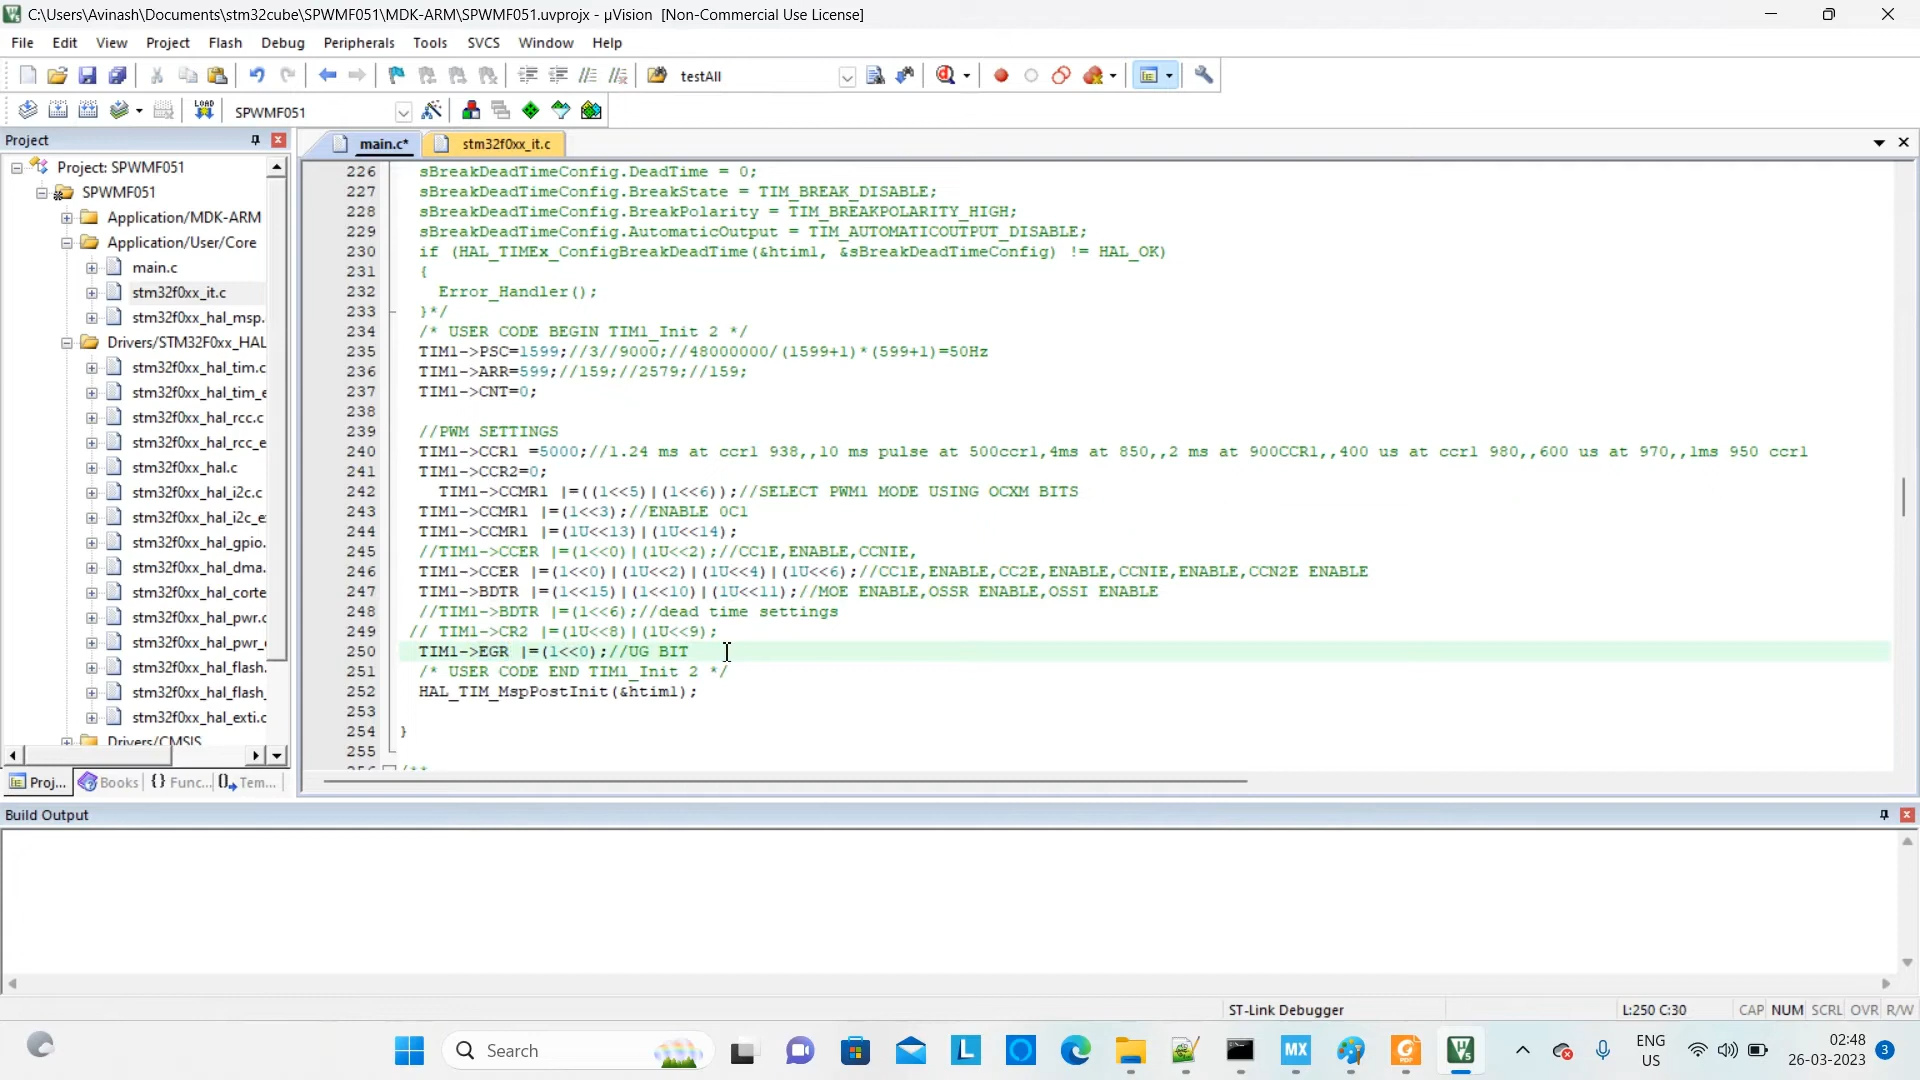 C:\Users\Avinash\Documents\stm32cube\SPWMF051\MDK-ARM\SPWMF051.uvprojx - µVision  [Non-Commercial Use License]
File Edit View Project Flash Debug Peripherals Tools SVCS Window Help
testAll
LOAD SPWMF051
Project
main.c* stm32f0xx_it.c
Project: SPWMF051
SPWMF051
Application/MDK-ARM
Application/User/Core
main.c
stm32f0xx_it.c
stm32f0xx_hal_msp.
Drivers/STM32F0xx_HAL
stm32f0xx_hal_tim.c
stm32f0xx_hal_tim_e
stm32f0xx_hal_rcc.c
stm32f0xx_hal_rcc_e
stm32f0xx_hal.c
stm32f0xx_hal_i2c.c
stm32f0xx_hal_i2c_e
stm32f0xx_hal_gpio.
stm32f0xx_hal_dma.
stm32f0xx_hal_corte
stm32f0xx_hal_pwr.c
stm32f0xx_hal_pwr_
stm32f0xx_hal_flash.
stm32f0xx_hal_flash_
stm32f0xx_hal_exti.c
Drivers/CMSIS
Proj... Books {} Func... Tem...
226 sBreakDeadTimeConfig.DeadTime = 0;
227 sBreakDeadTimeConfig.BreakState = TIM_BREAK_DISABLE;
228 sBreakDeadTimeConfig.BreakPolarity = TIM_BREAKPOLARITY_HIGH;
229 sBreakDeadTimeConfig.AutomaticOutput = TIM_AUTOMATICOUTPUT_DISABLE;
230 if (HAL_TIMEx_ConfigBreakDeadTime(&htim1, &sBreakDeadTimeConfig) != HAL_OK)
231 {
232 Error_Handler();
233 }*/
234 /* USER CODE BEGIN TIM1_Init 2 */
235 TIM1->PSC=1599;//3//9000;//48000000/(1599+1)*(599+1)=50Hz
236 TIM1->ARR=599;//159;//2579;//159;
237 TIM1->CNT=0;
238
239 //PWM SETTINGS
240 TIM1->CCR1 =5000;//1.24 ms at ccr1 938,,10 ms pulse at 500ccr1,4ms at 850,,2 ms at 900CCR1,,400 us at ccr1 980,,600 us at 970,,1ms 950 ccr1
241 TIM1->CCR2=0;
242 TIM1->CCMR1 |=((1<<5)|(1<<6));//SELECT PWM1 MODE USING OCXM BITS
243 TIM1->CCMR1 |=(1<<3);//ENABLE OC1
244 TIM1->CCMR1 |=(1U<<13)|(1U<<14);
245 //TIM1->CCER |=(1<<0)|(1U<<2);//CC1E,ENABLE,CCNIE,
246 TIM1->CCER |=(1<<0)|(1U<<2)|(1U<<4)|(1U<<6);//CC1E,ENABLE,CC2E,ENABLE,CCNIE,ENABLE,CCN2E ENABLE
247 TIM1->BDTR |=(1<<15)|(1<<10)|(1U<<11);//MOE ENABLE,OSSR ENABLE,OSSI ENABLE
248 //TIM1->BDTR |=(1<<6);//dead time settings
249 // TIM1->CR2 |=(1U<<8)|(1U<<9);
250 TIM1->EGR |=(1<<0);//UG BIT
251 /* USER CODE END TIM1_Init 2 */
252 HAL_TIM_MspPostInit(&htim1);
253
254 }
255
Build Output
ST-Link Debugger L:250 C:30 CAP NUM SCRL OVR R/W
Search
MX
ENG
US
02:48
26-03-2023
3